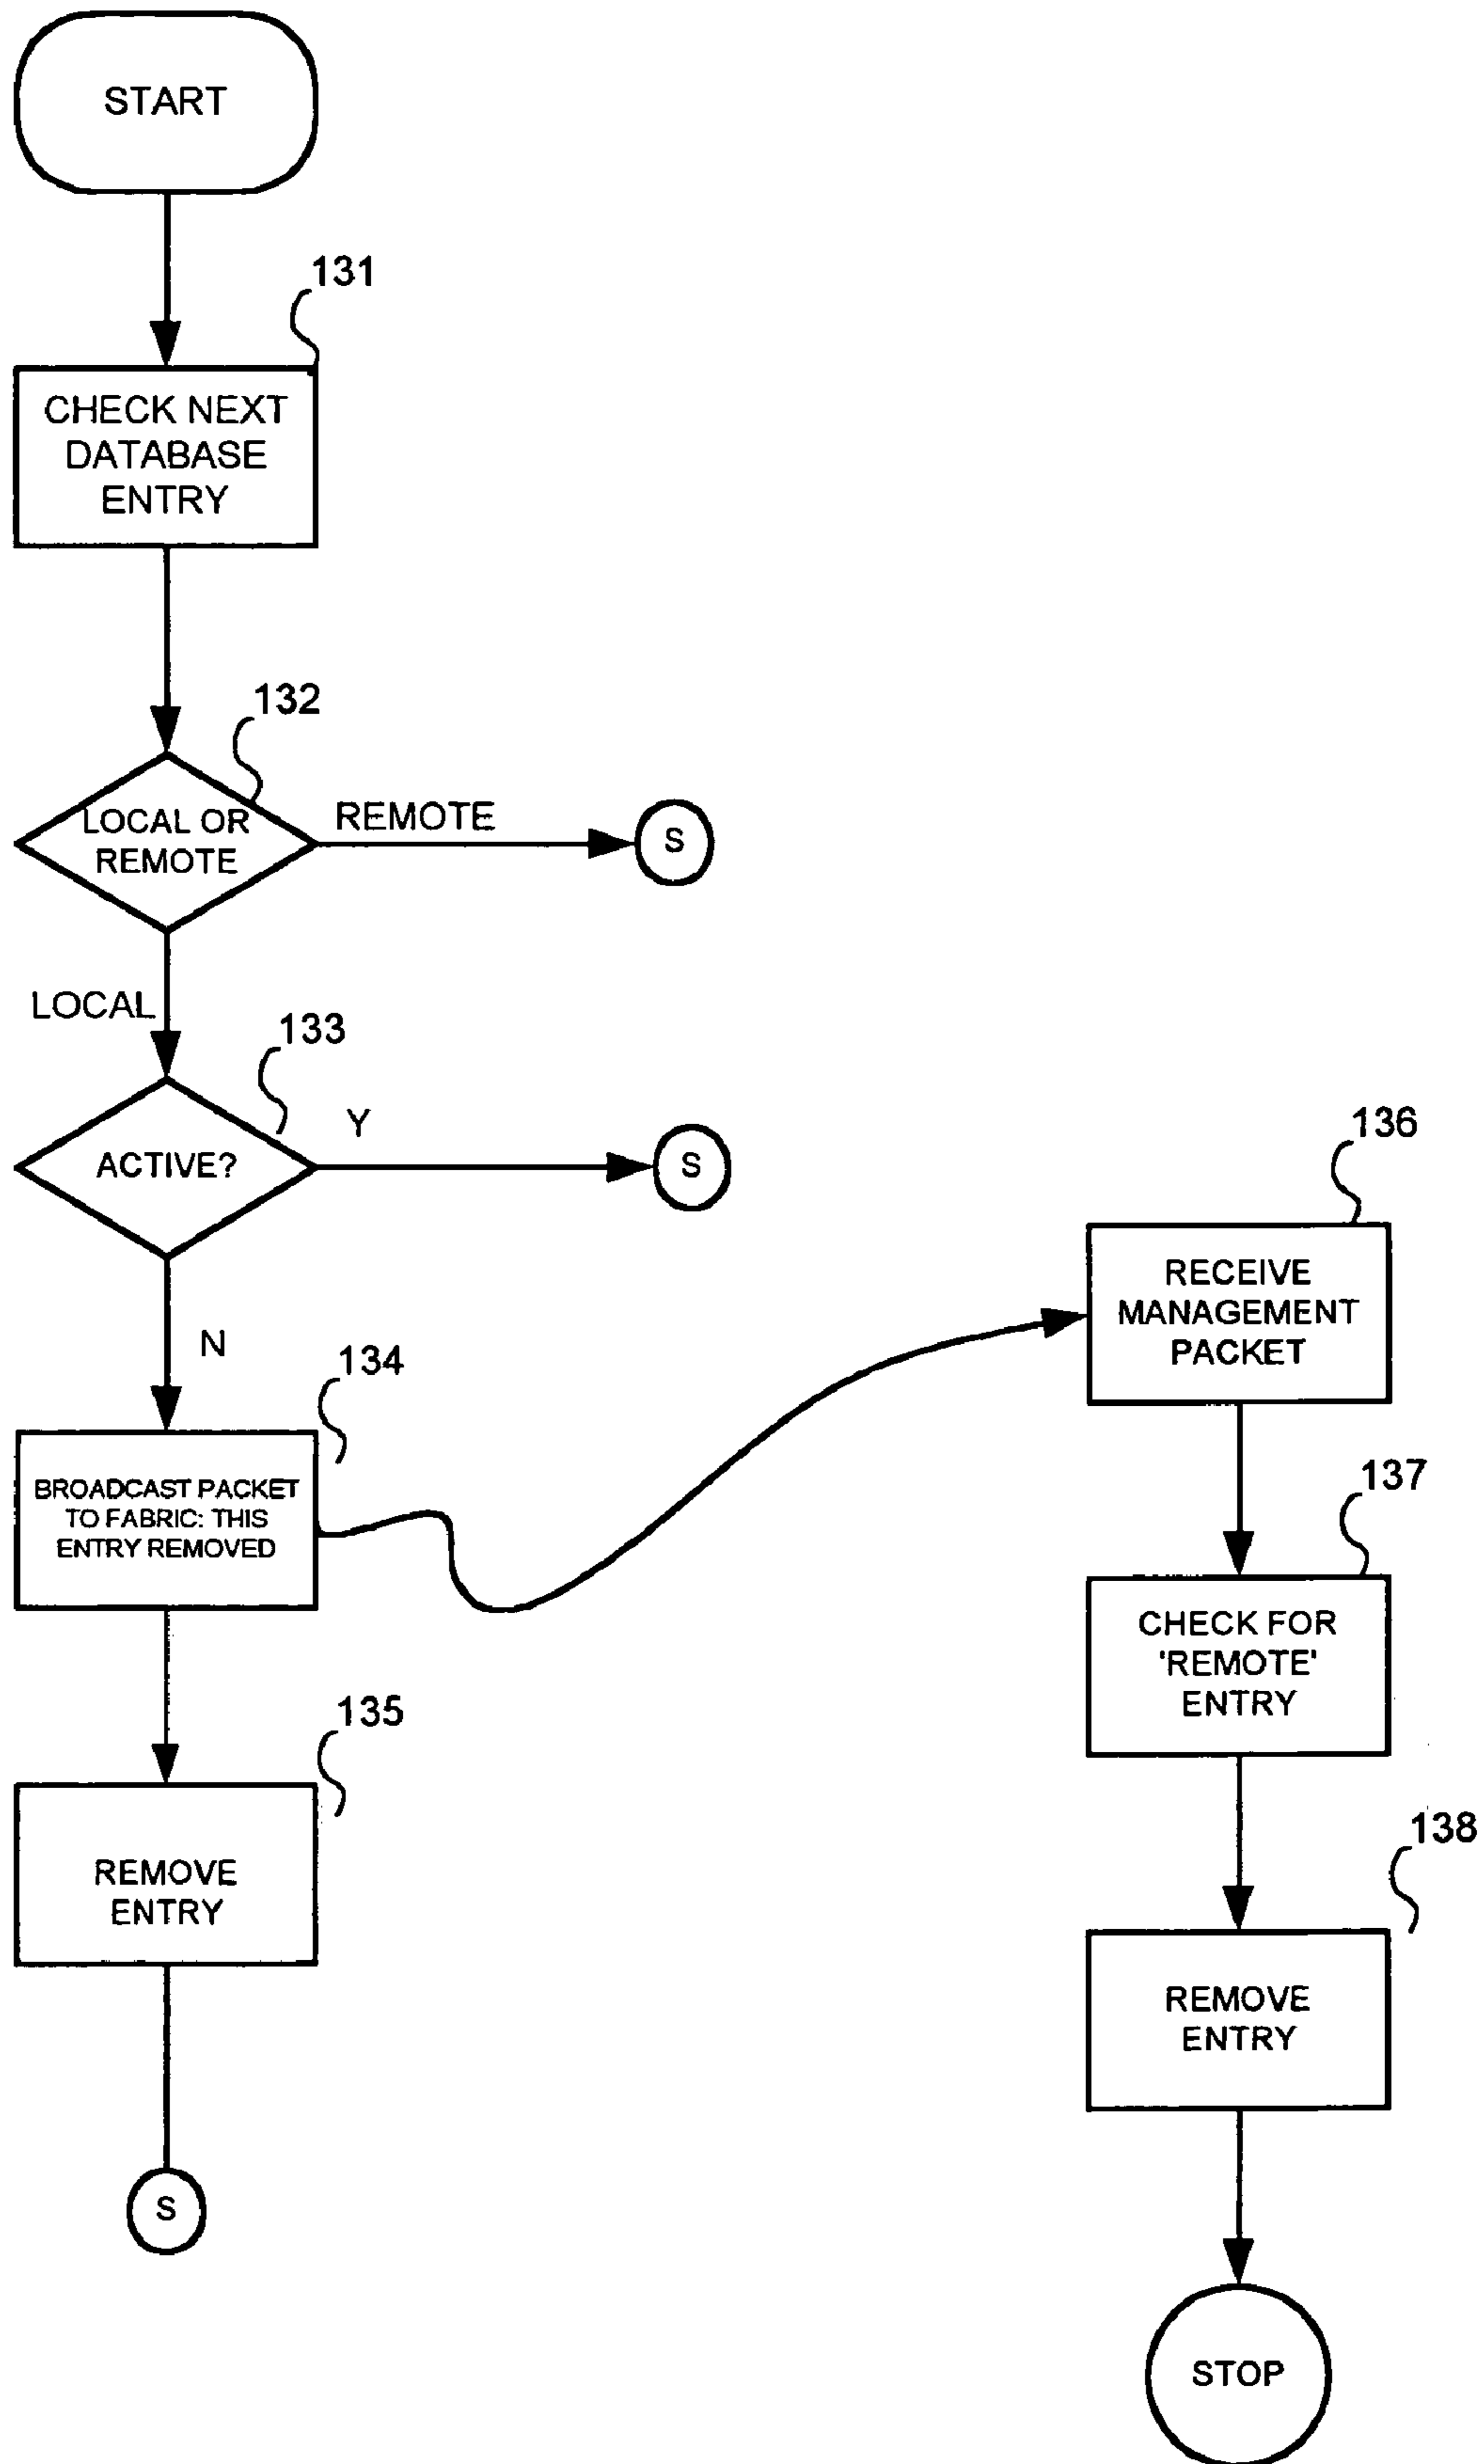 START
131
CHECK NEXT
DATABASE
ENTRY
132
LOCAL OR
REMOTE
REMOTE
S
LOCAL
133
ACTIVE?
Y
S
N
134
BROADCAST PACKET
TO FABRIC: THIS
ENTRY REMOVED
135
REMOVE
ENTRY
S
136
RECEIVE
MANAGEMENT
PACKET
137
CHECK FOR
'REMOTE'
ENTRY
138
REMOVE
ENTRY
STOP